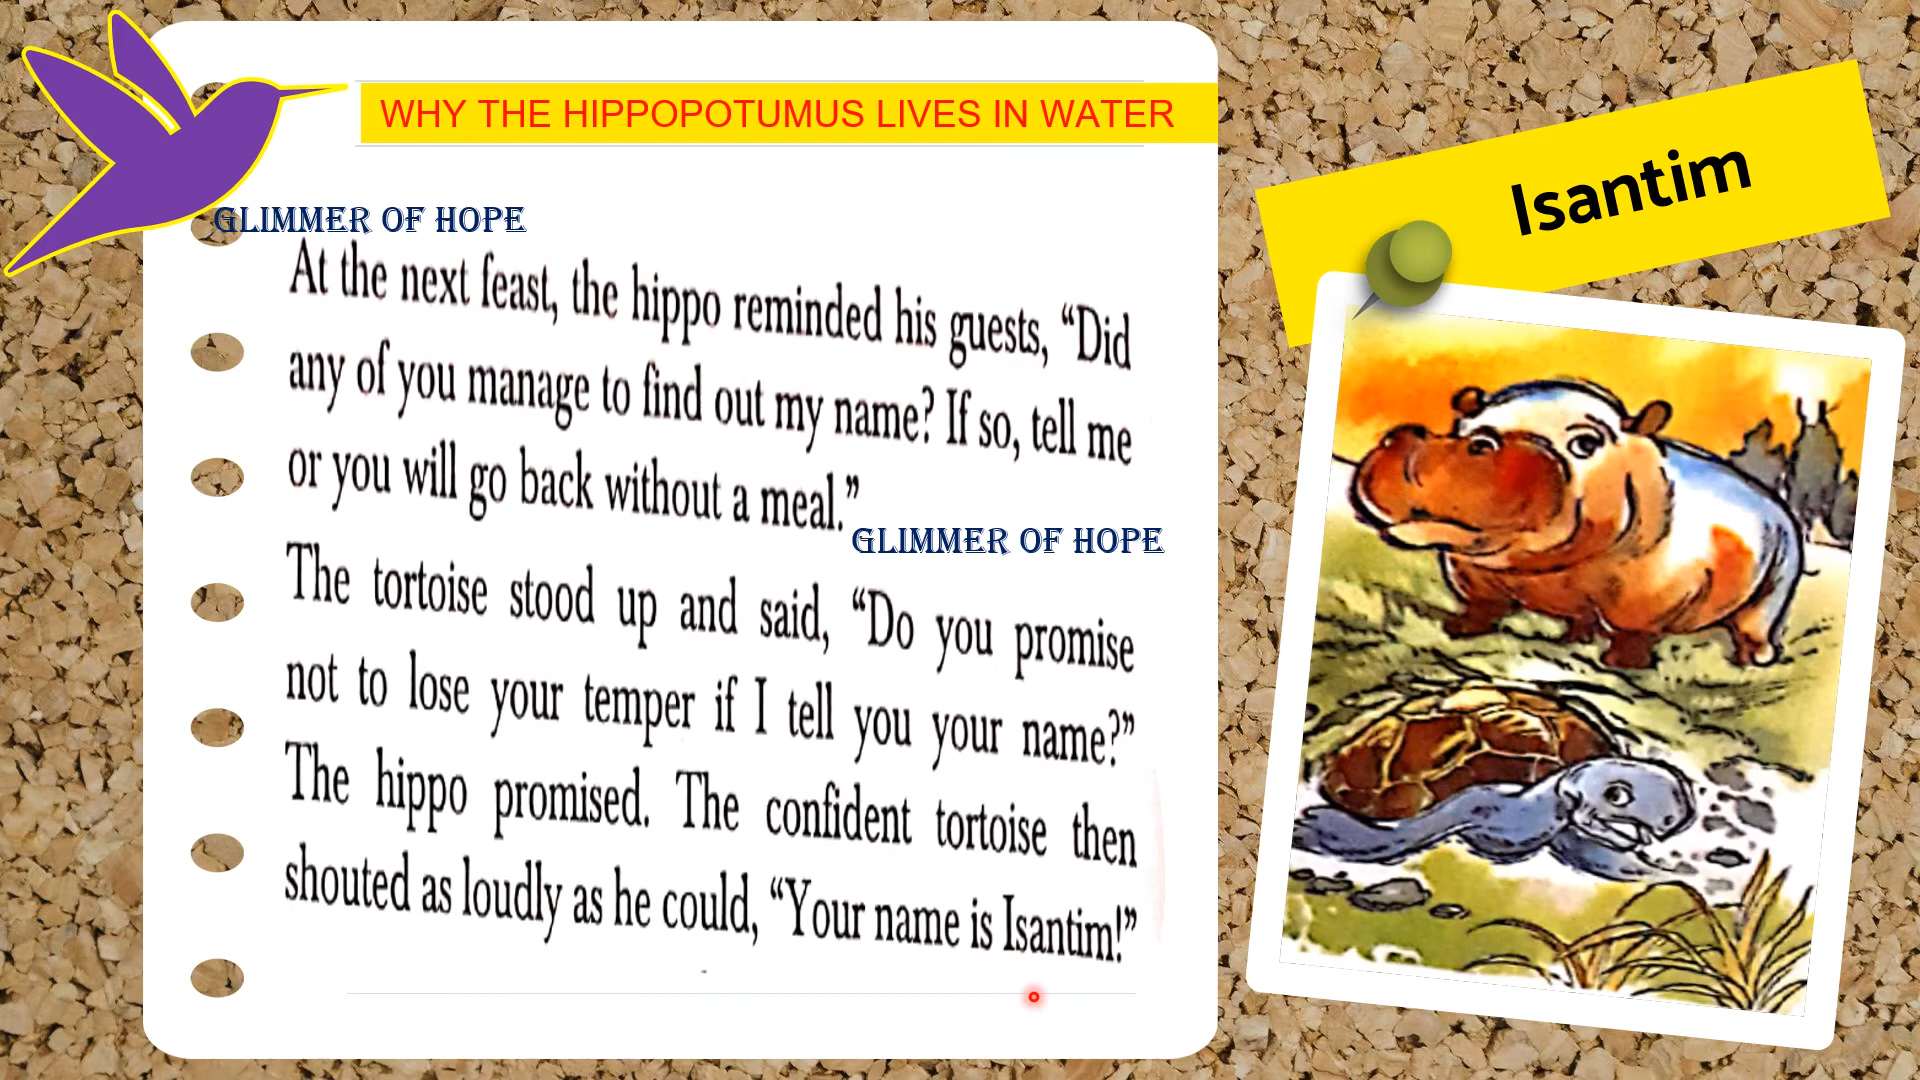 WHY THE HIPPOPOTUMUS LIVES IN WATER
GLIMMER OF HOPE
At the next feast, the hippo reminded his guests, “Did
any of you manage to find out my name? If so, tell me
or you will go back without a meal.”
GLIMMER OF HOPE
The tortoise stood up and said, “Do you promise
not to lose your temper if I tell you your name?”
The hippo promised. The confident tortoise then
shouted as loudly as he could, “Your name is Isantim!”
Isantim